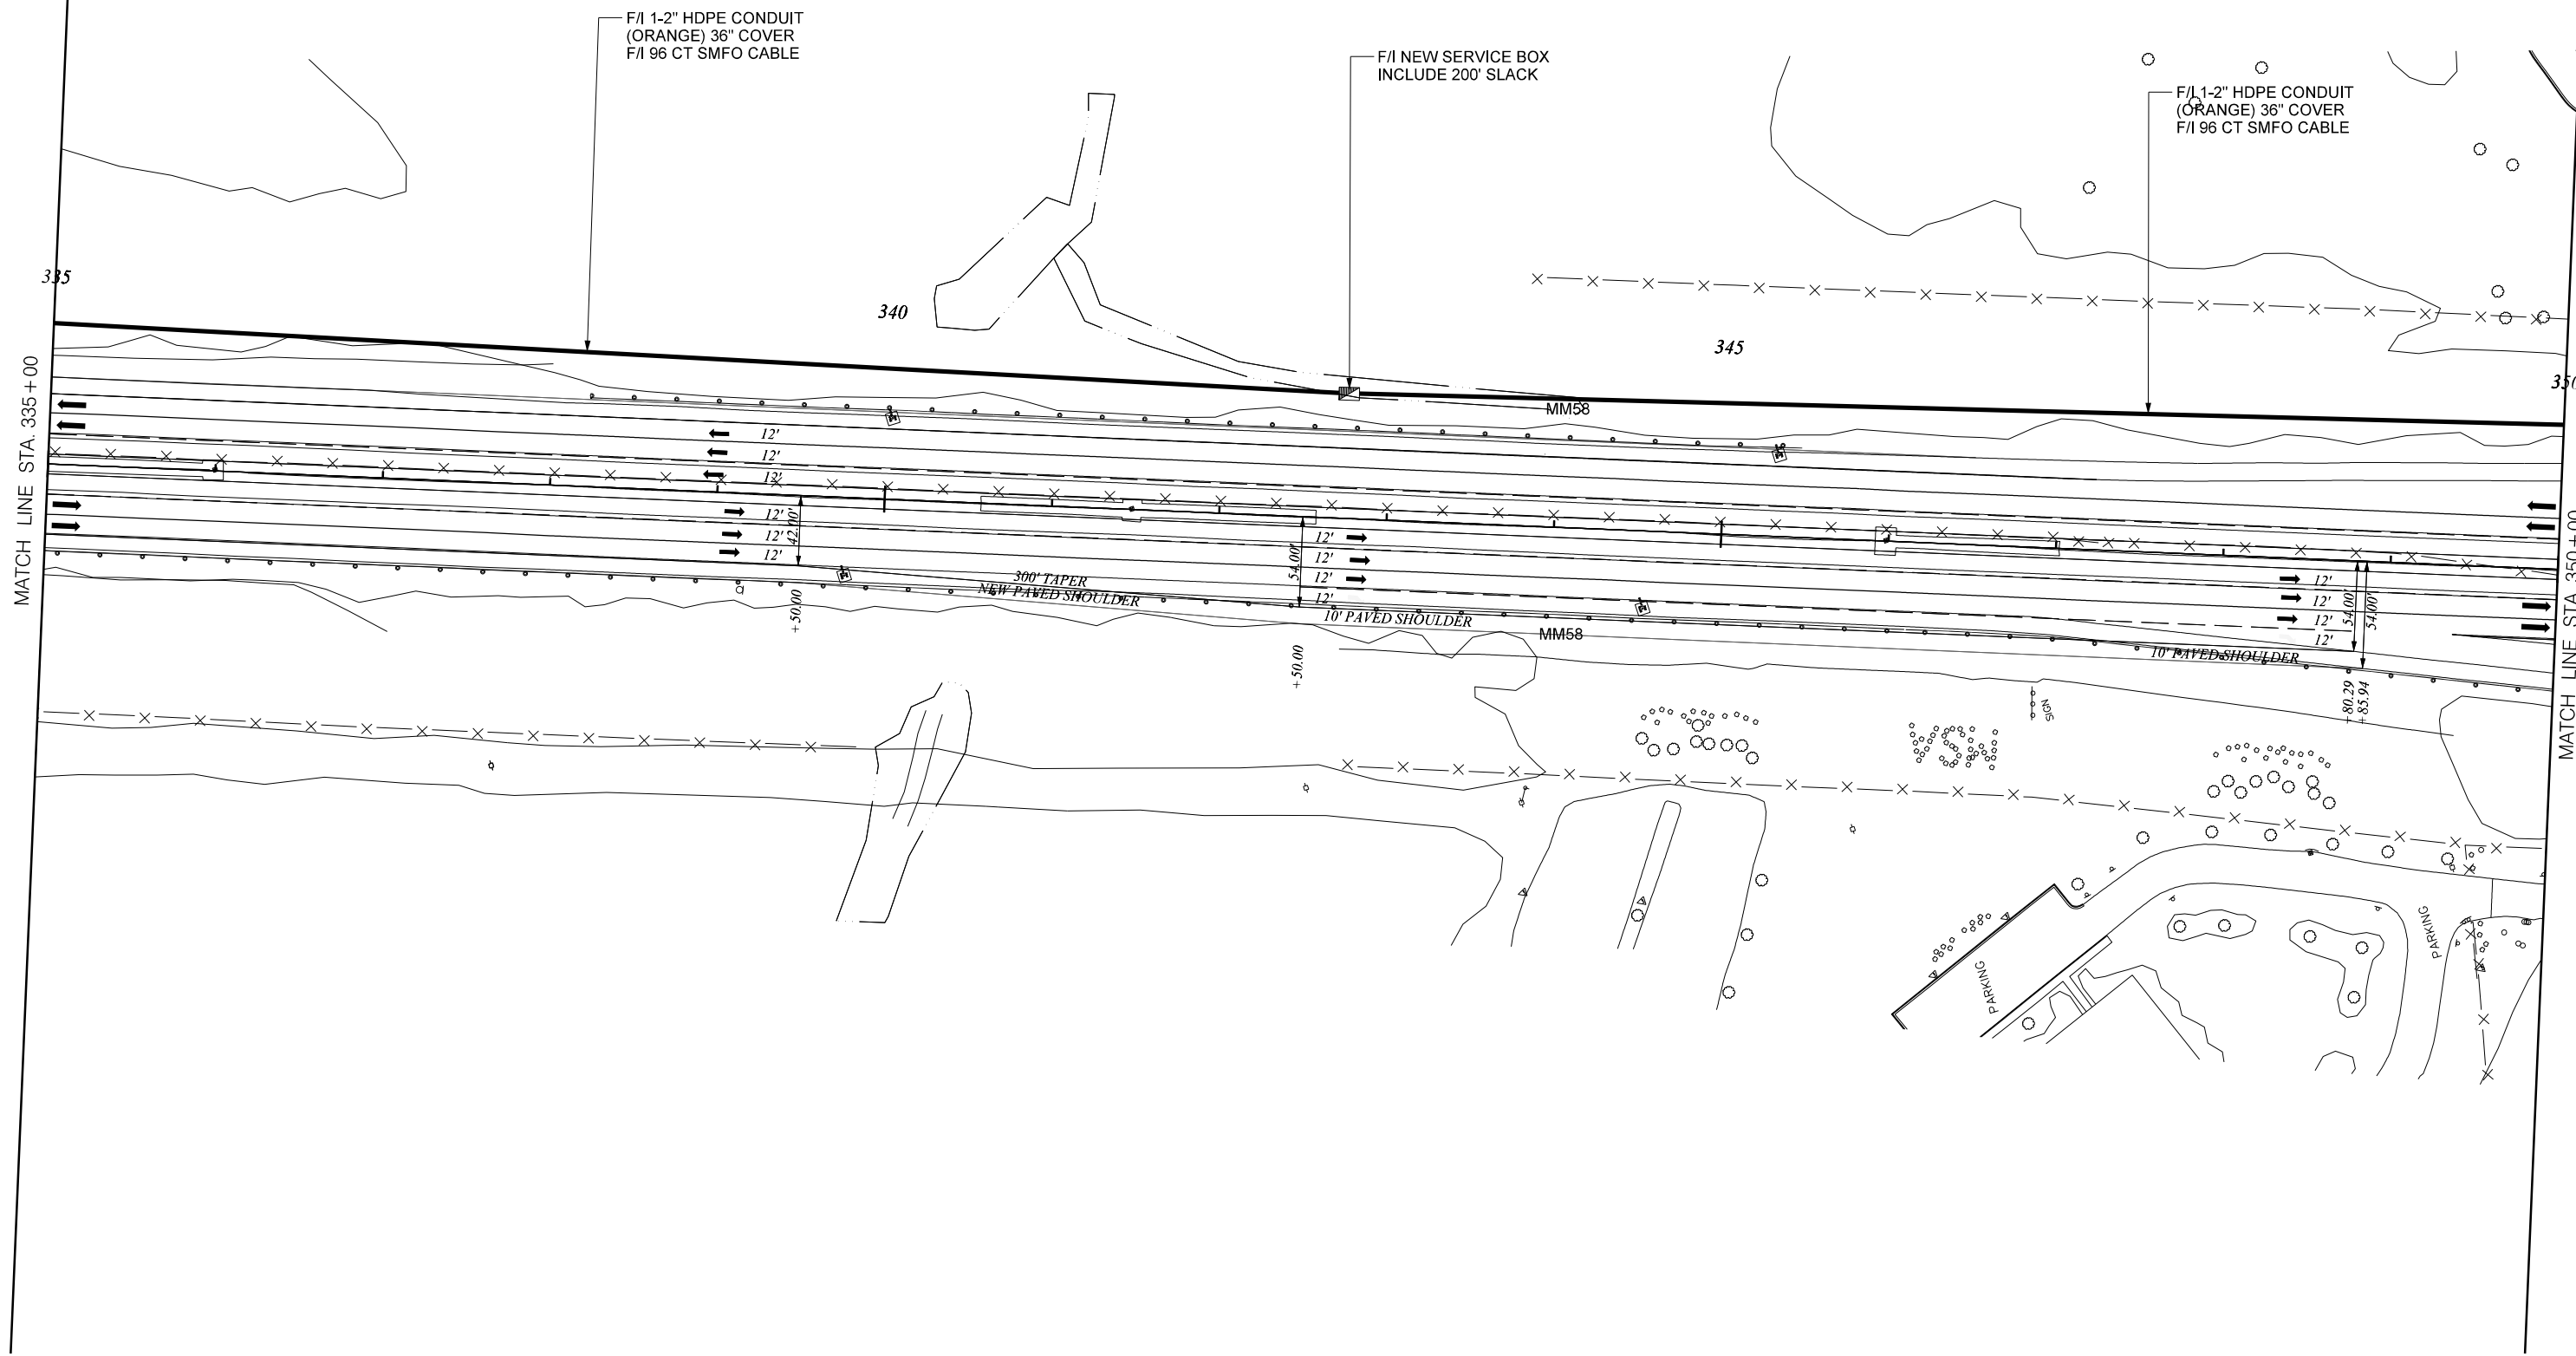 F/I 1-2" HDPE CONDUIT
(ORANGE) 36" COVER
F/I 96 CT SMFO CABLE
F/I NEW SERVICE BOX
INCLUDE 200' SLACK
F/I 1-2" HDPE CONDUIT
(ORANGE) 36" COVER
F/I 96 CT SMFO CABLE
335
340
345
350
MATCH LINE STA. 335+00
MM58
12'
12'
12'
12'
12'
12'
42.00'
+50.00
300' TAPER
NEW PAVED SHOULDER
54.00'
12'
12'
12'
12'
10' PAVED SHOULDER
+50.00
MM58
12'
12'
12'
12'
54.00'
54.00'
10' PAVED SHOULDER
+80.29
+85.94
MATCH LINE STA. 350+00
SIGN
PARKING
PARKING